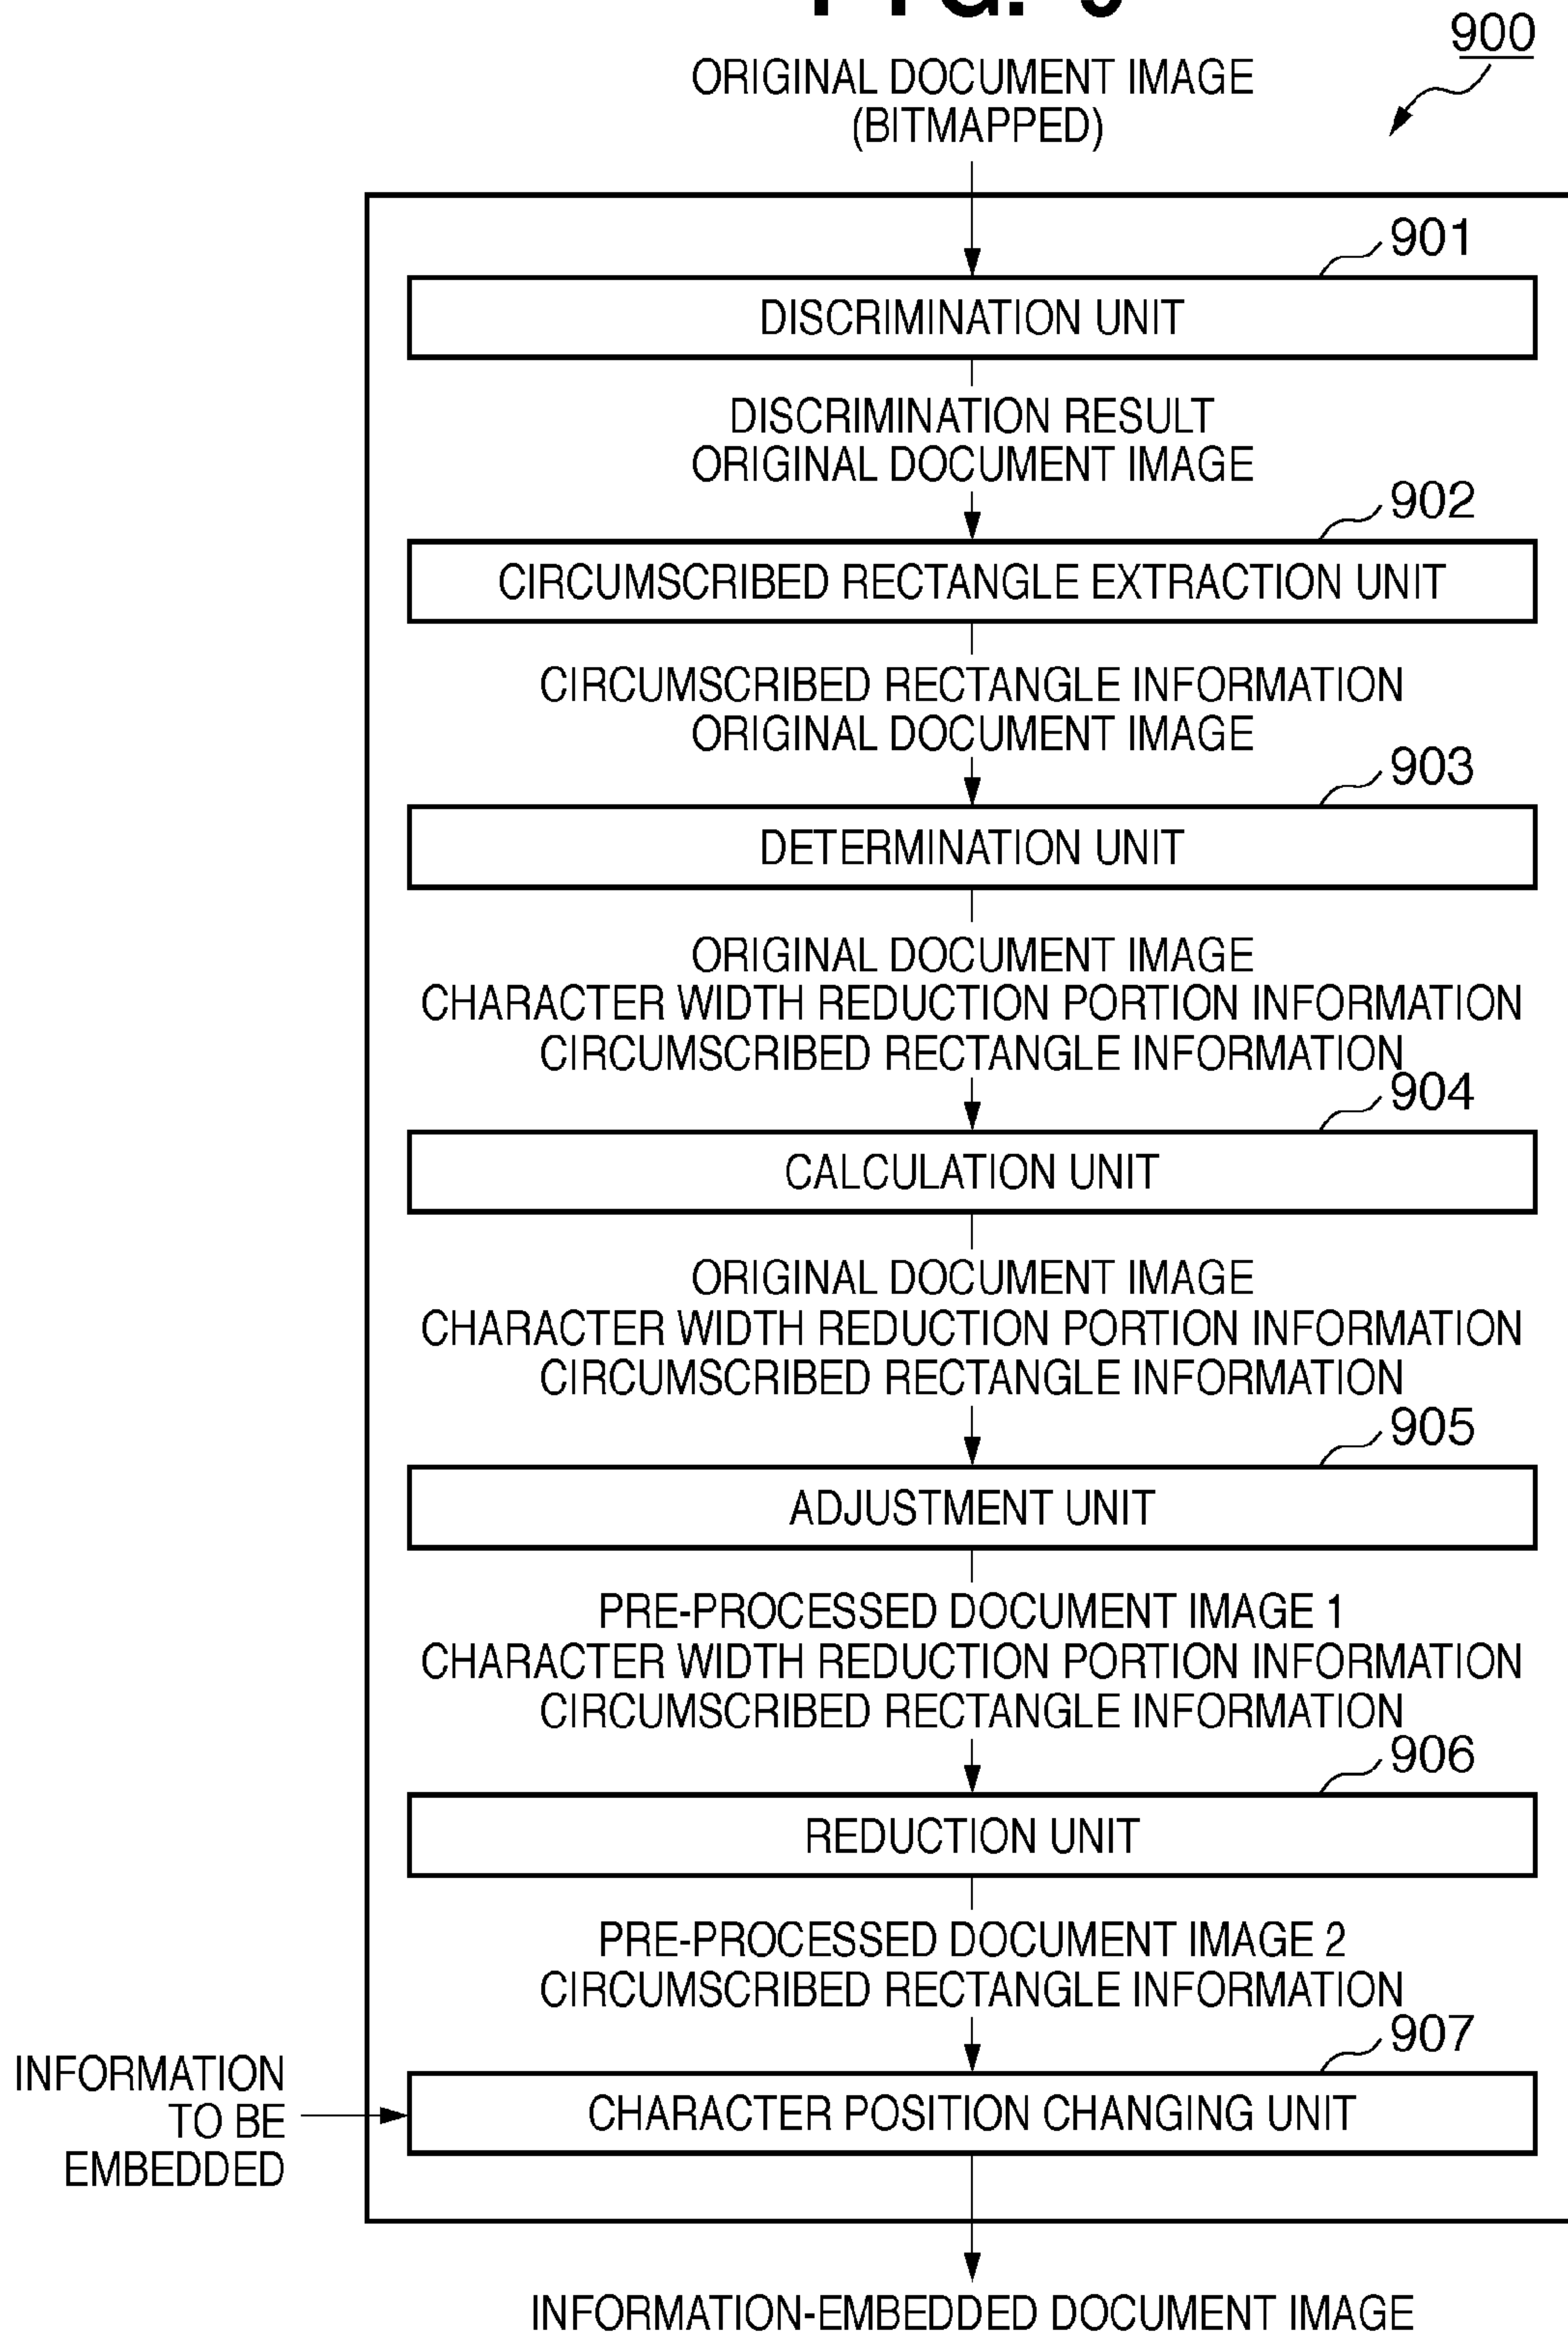 900
ORIGINAL DOCUMENT IMAGE
(BITMAPPED)
901
DISCRIMINATION UNIT
DISCRIMINATION RESULT
ORIGINAL DOCUMENT IMAGE
902
CIRCUMSCRIBED RECTANGLE EXTRACTION UNIT
CIRCUMSCRIBED RECTANGLE INFORMATION
ORIGINAL DOCUMENT IMAGE
903
DETERMINATION UNIT
ORIGINAL DOCUMENT IMAGE
CHARACTER WIDTH REDUCTION PORTION INFORMATION
CIRCUMSCRIBED RECTANGLE INFORMATION
904
CALCULATION UNIT
ORIGINAL DOCUMENT IMAGE
CHARACTER WIDTH REDUCTION PORTION INFORMATION
CIRCUMSCRIBED RECTANGLE INFORMATION
905
ADJUSTMENT UNIT
PRE-PROCESSED DOCUMENT IMAGE 1
CHARACTER WIDTH REDUCTION PORTION INFORMATION
CIRCUMSCRIBED RECTANGLE INFORMATION
906
REDUCTION UNIT
PRE-PROCESSED DOCUMENT IMAGE 2
CIRCUMSCRIBED RECTANGLE INFORMATION
907
INFORMATION
TO BE
EMBEDDED
CHARACTER POSITION CHANGING UNIT
INFORMATION-EMBEDDED DOCUMENT IMAGE